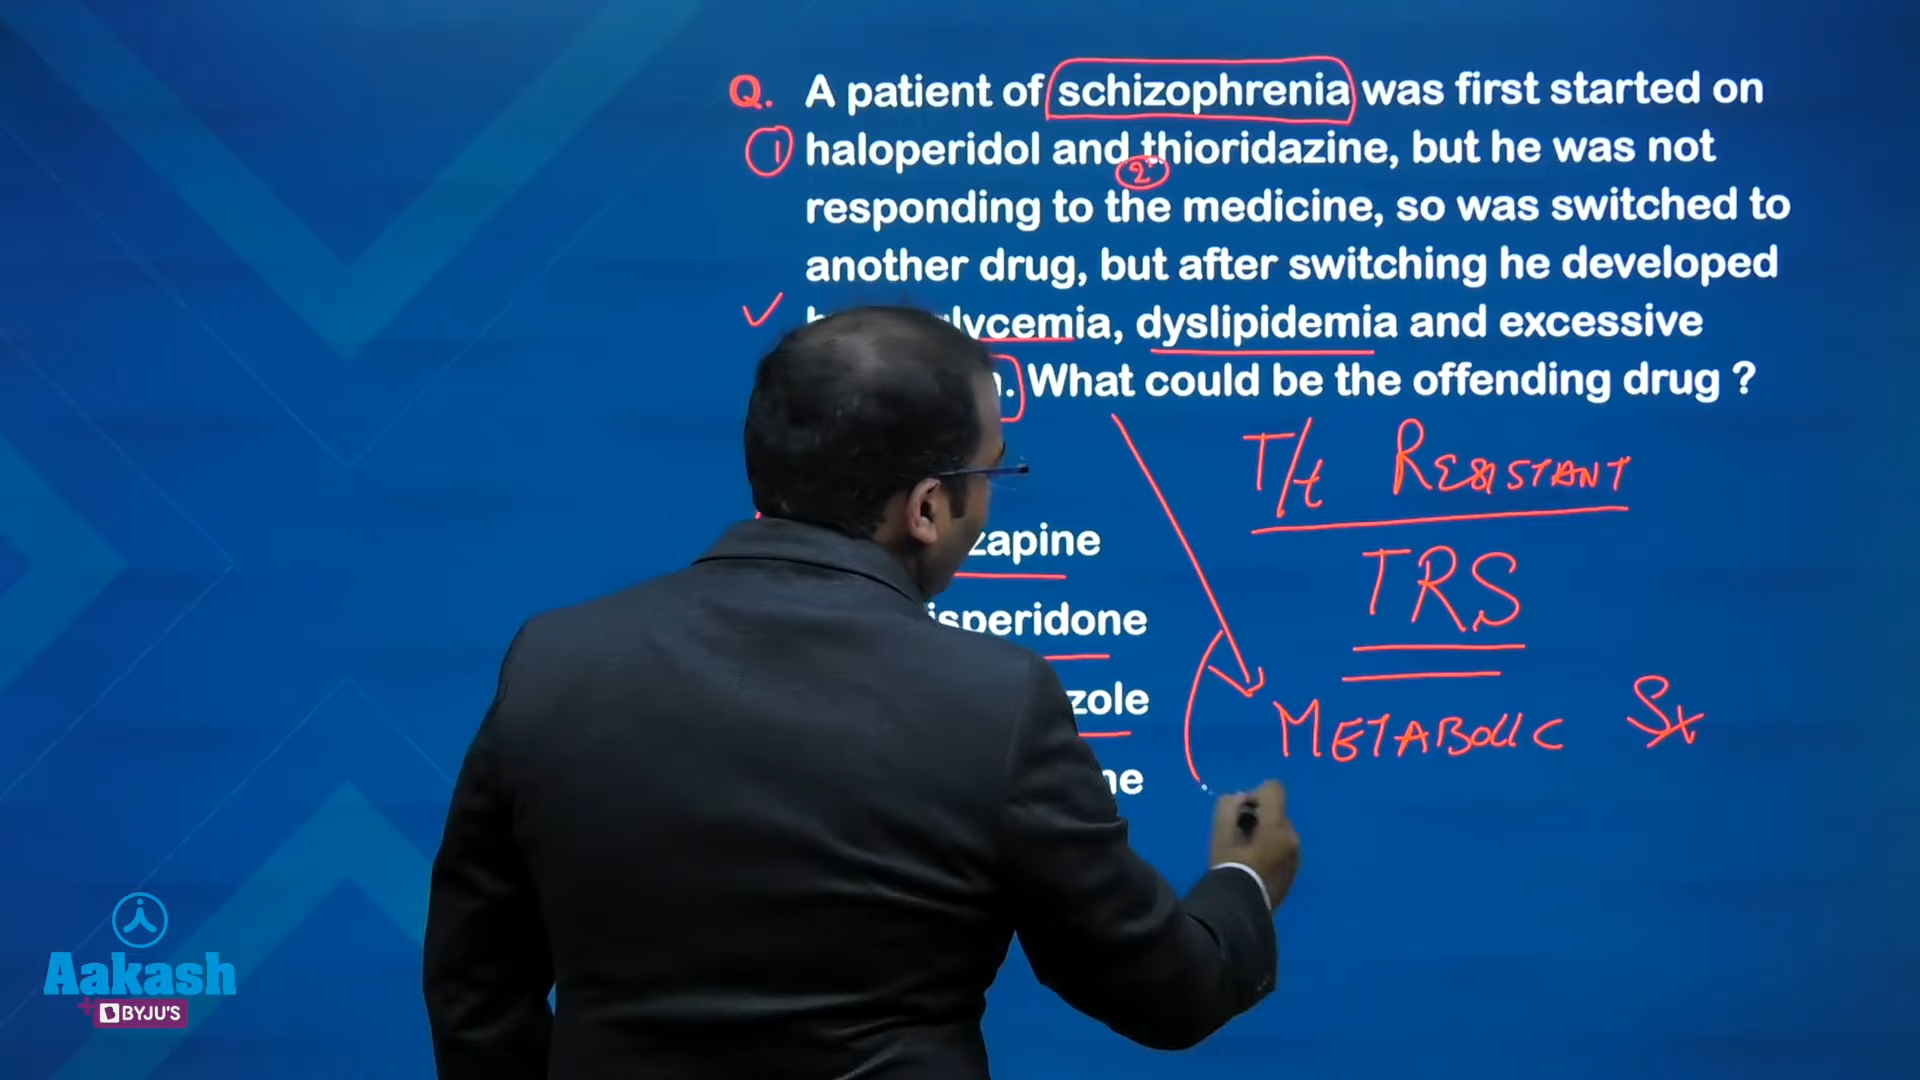 Q. A patient of schizophrenia was first started on
1 haloperidol and thioridazine, but he was not
2
responding to the medicine, so was switched to
another drug, but after switching he developed
dyslipidemia and excessive
What could be the offending drug ?
T/t RESISTANT
zapine
TRS
isperidone
zole
METABOLIC Sx
ne
Aakash
+ BYJU'S